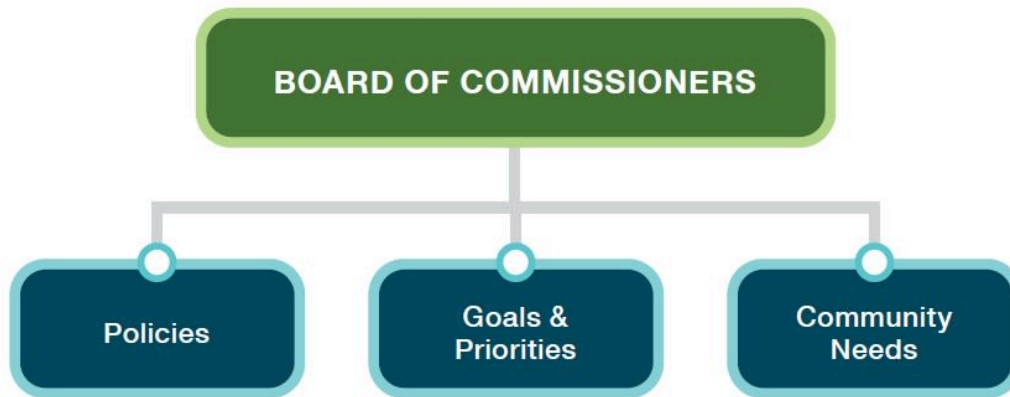 BOARD OF COMMISSIONERS
Policies
Goals &
Priorities
Community
Needs